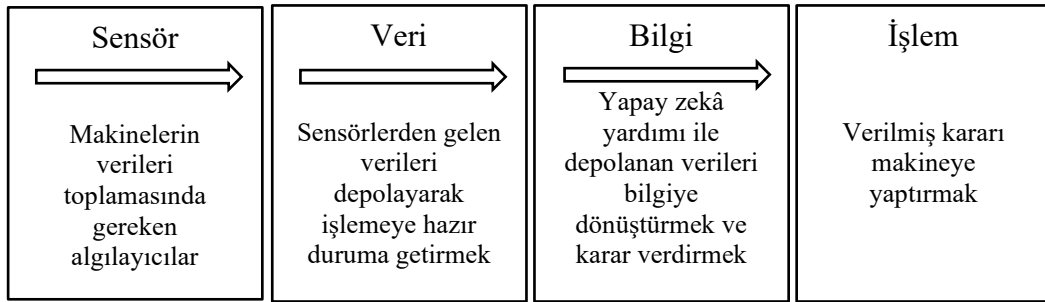 Sensör
Makinelerin
verileri
toplamasında
gereken
algılayıcılar
Veri
Sensörlerden gelen
verileri
depolayarak
işlemeye hazır
duruma getirmek
Bilgi
Yapay zekâ
yardımı ile
depolanan verileri
bilgiye
dönüştürmek ve
karar verdirmek
İşlem
Verilmiş kararı
makineye
yaptırmak